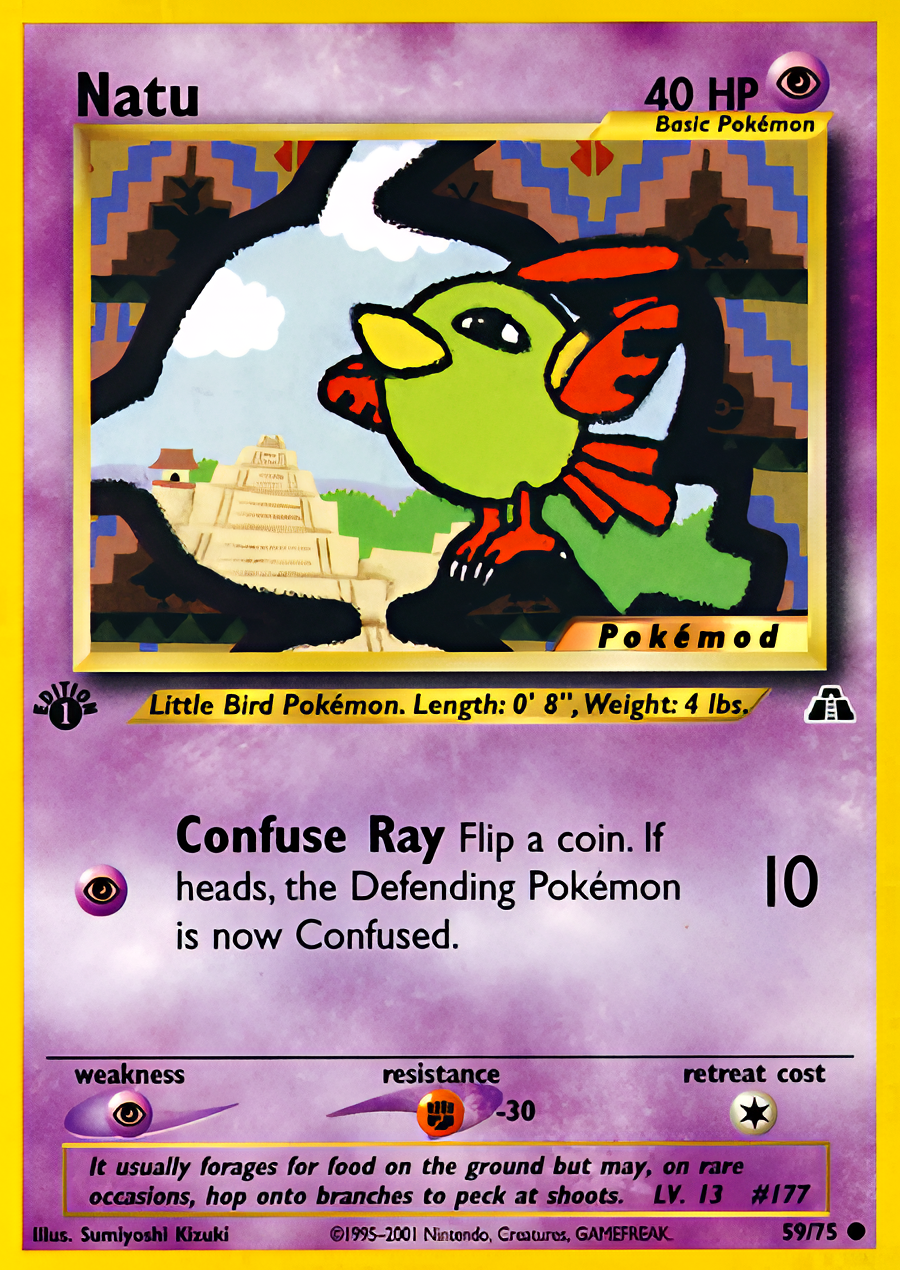 Natu
40 HP
Basic Pokémon
Pokémod
EDITION
1
Little Bird Pokémon. Length: 0' 8", Weight: 4 lbs.
Confuse Ray Flip a coin. If
heads, the Defending Pokémon
is now Confused.
10
weakness
resistance
retreat cost
-30
It usually forages for food on the ground but may, on rare
occasions, hop onto branches to peck at shoots. LV. 13 #177
Illus. Sumiyoshi Kizuki
©1995-2001 Nintendo, Creatures, GAMEFREAK.
59/75